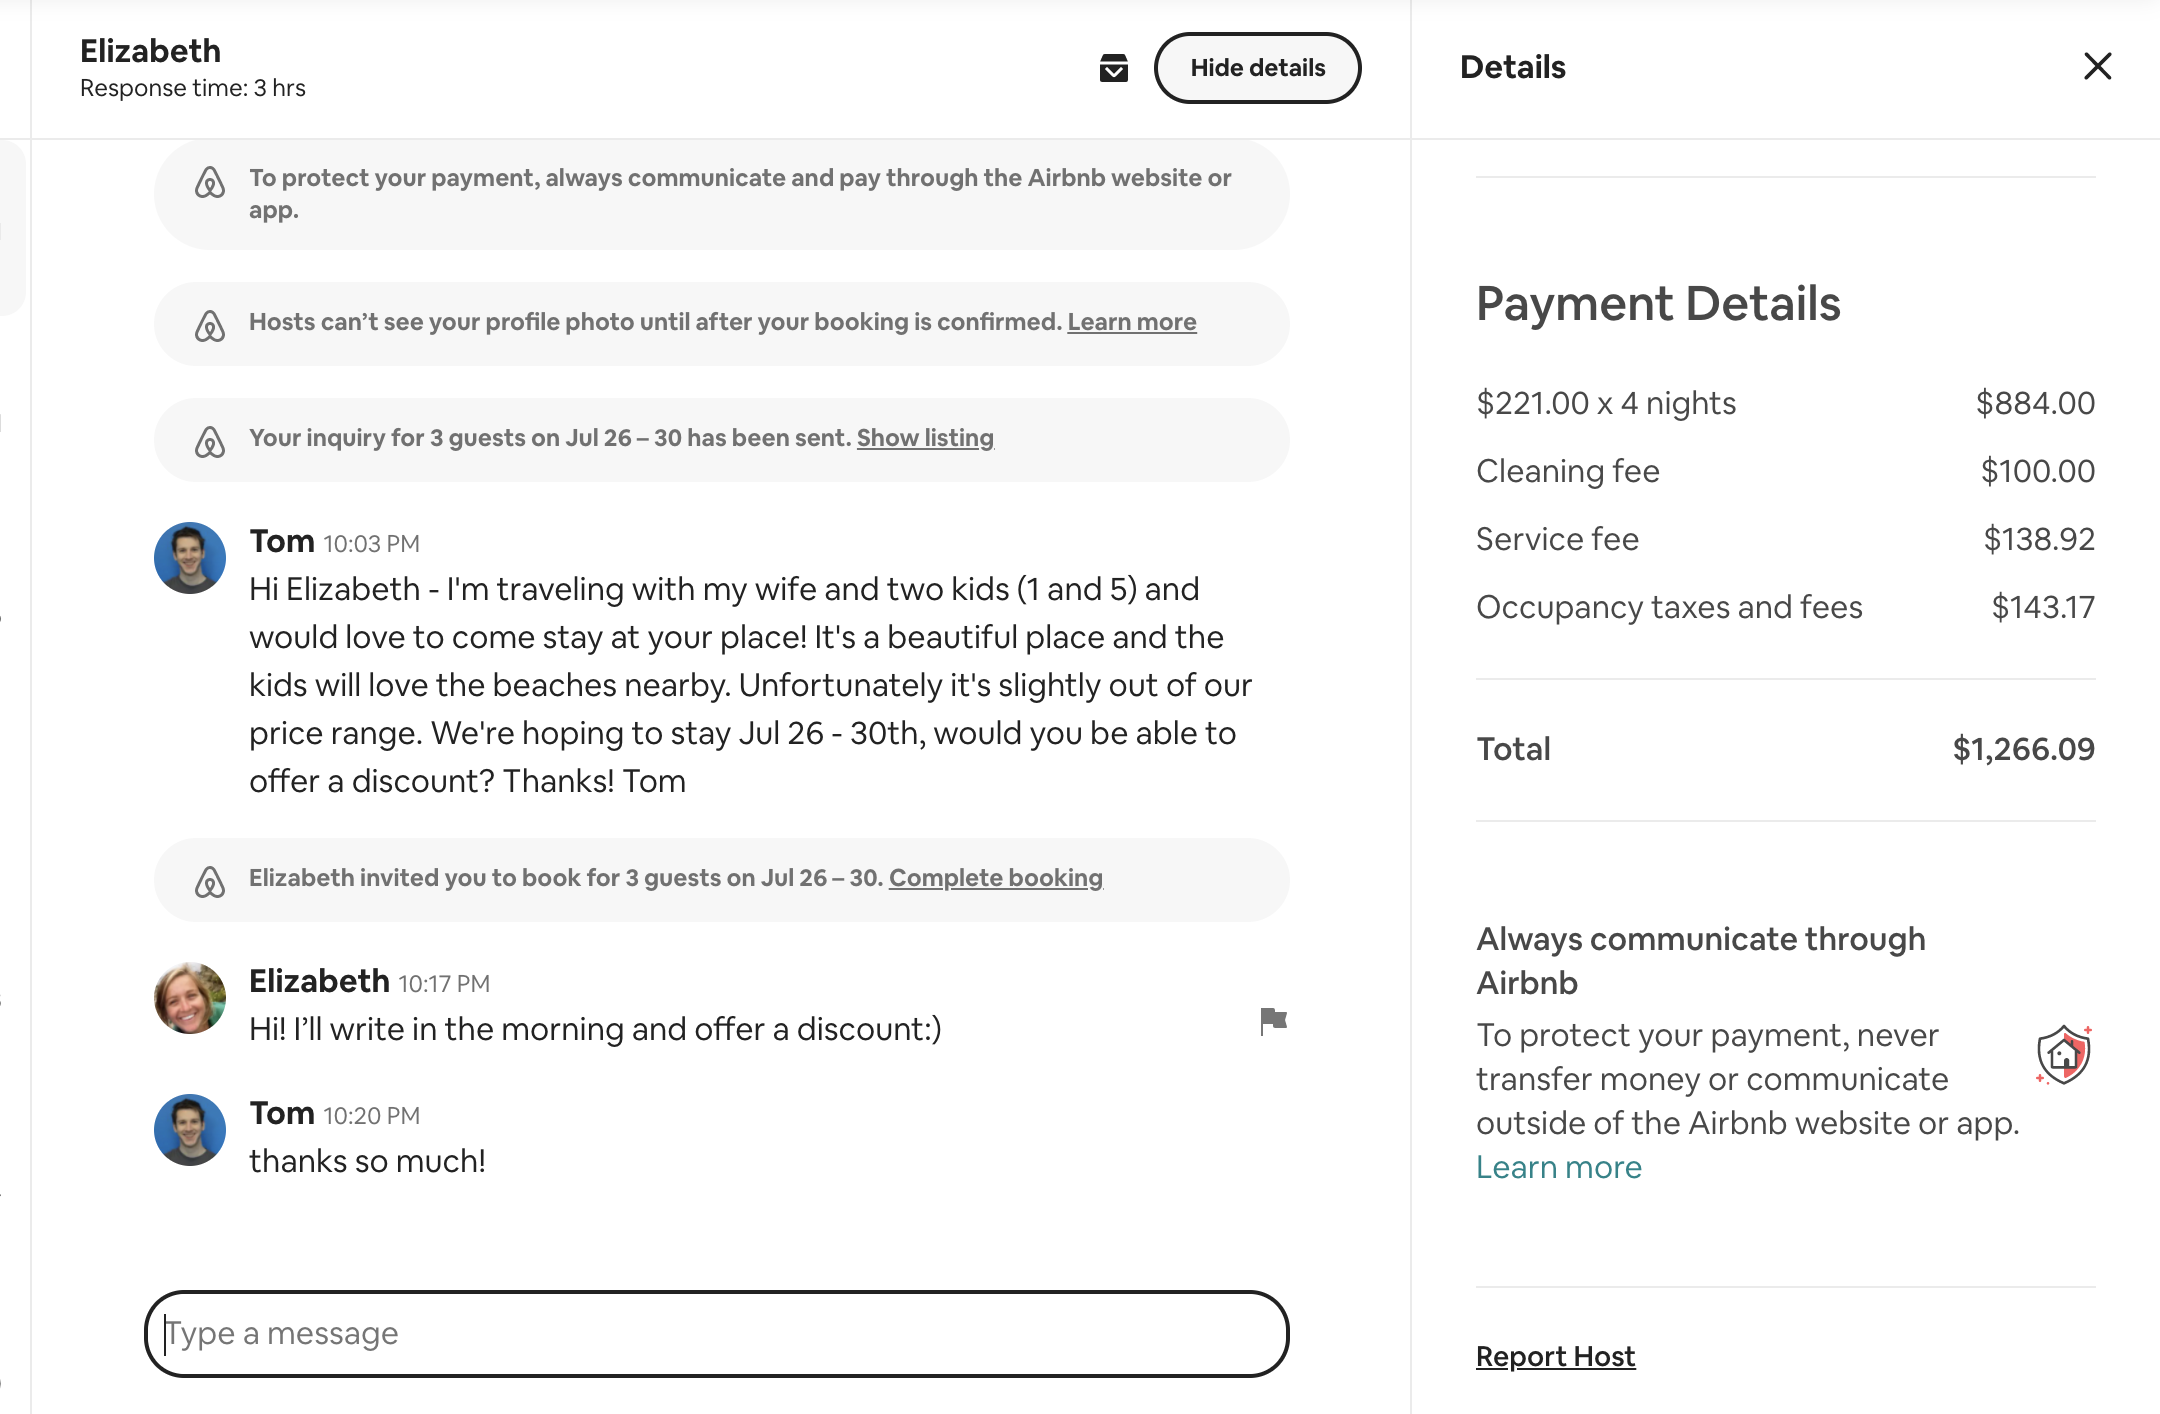 Elizabeth
Response time: 3 hrs
Hide details
To protect your payment, always communicate and pay through the Airbnb website or
app.
Hosts can’t see your profile photo until after your booking is confirmed. Learn more
Your inquiry for 3 guests on Jul 26 – 30 has been sent. Show listing
Tom 10:03 PM
Hi Elizabeth - I'm traveling with my wife and two kids (1 and 5) and
would love to come stay at your place! It's a beautiful place and the
kids will love the beaches nearby. Unfortunately it's slightly out of our
price range. We're hoping to stay Jul 26 - 30th, would you be able to
offer a discount? Thanks! Tom
Elizabeth invited you to book for 3 guests on Jul 26 – 30. Complete booking
Elizabeth 10:17 PM
Hi! I’ll write in the morning and offer a discount:)
Tom 10:20 PM
thanks so much!
Type a message
Details
Payment Details
$221.00 x 4 nights $884.00
Cleaning fee $100.00
Service fee $138.92
Occupancy taxes and fees $143.17
Total $1,266.09
Always communicate through
Airbnb
To protect your payment, never
transfer money or communicate
outside of the Airbnb website or app.
Learn more
Report Host